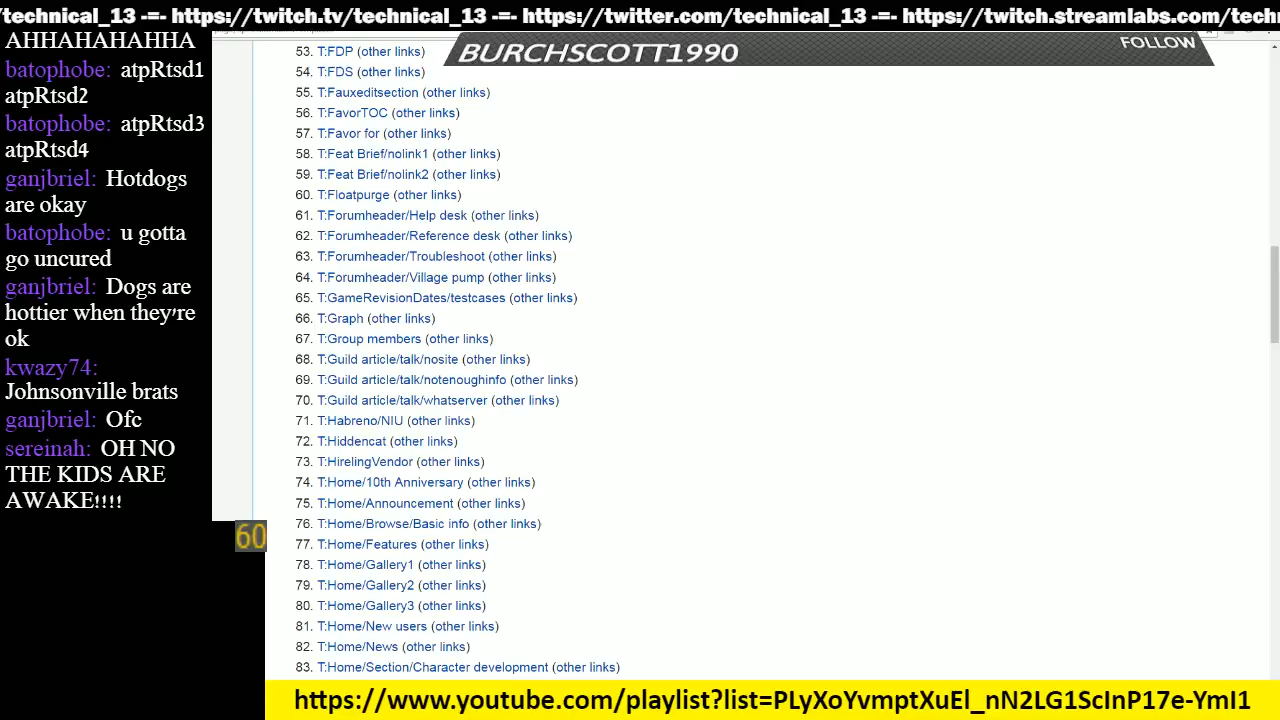 /technical_13 -=- https://twitch.tv/technical_13 -=- https://twitter.com/technical_13 -=- https://twitch.streamlabs.com/techn
AHHAHAHAHHA
batophobe: atpRtsd1
atpRtsd2
batophobe: atpRtsd3
atpRtsd4
ganjbriel: Hotdogs
are okay
batophobe: u gotta
go uncured
ganjbriel: Dogs are
hottier when they're
ok
kwazy74:
Johnsonville brats
ganjbriel: Ofc
sereinah: OH NO
THE KIDS ARE
AWAKE!!!!
60
BURCHSCOTT1990
FOLLOW
53. T:FDP (other links)
54. T:FDS (other links)
55. T:Fauxeditsection (other links)
56. T:FavorTOC (other links)
57. T:Favor for (other links)
58. T:Feat Brief/nolink1 (other links)
59. T:Feat Brief/nolink2 (other links)
60. T:Floatpurge (other links)
61. T:Forumheader/Help desk (other links)
62. T:Forumheader/Reference desk (other links)
63. T:Forumheader/Troubleshoot (other links)
64. T:Forumheader/Village pump (other links)
65. T:GameRevisionDates/testcases (other links)
66. T:Graph (other links)
67. T:Group members (other links)
68. T:Guild article/talk/nosite (other links)
69. T:Guild article/talk/notenoughinfo (other links)
70. T:Guild article/talk/whatserver (other links)
71. T:Habreno/NIU (other links)
72. T:Hiddencat (other links)
73. T:HirelingVendor (other links)
74. T:Home/10th Anniversary (other links)
75. T:Home/Announcement (other links)
76. T:Home/Browse/Basic info (other links)
77. T:Home/Features (other links)
78. T:Home/Gallery1 (other links)
79. T:Home/Gallery2 (other links)
80. T:Home/Gallery3 (other links)
81. T:Home/New users (other links)
82. T:Home/News (other links)
83. T:Home/Section/Character development (other links)
https://www.youtube.com/playlist?list=PLyXoYvmptXuEl_nN2LG1ScInP17e-YmI1